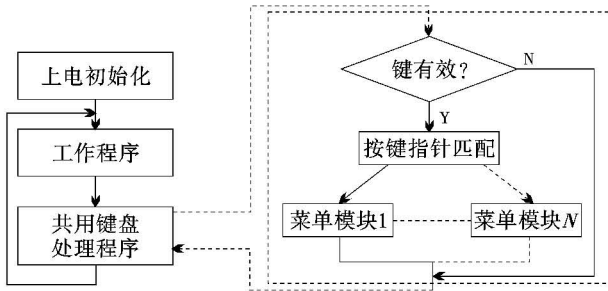 上电初始化
工作程序
共用键盘
处理程序
键有效?
N
Y
按键指针匹配
菜单模块1
菜单模块N